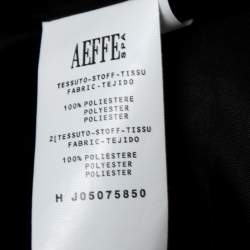 AEFFE SPA
TESSUTO-STOFF-TISSU
FABRIC-TEJIDO
100% POLIESTERE
POLYESTER
POLIESTER
2[TESSUTO-STOFF-TISSU
FABRIC-TEJIDO
100% POLIESTERE
POLYESTER
POLIESTER
H J05075850